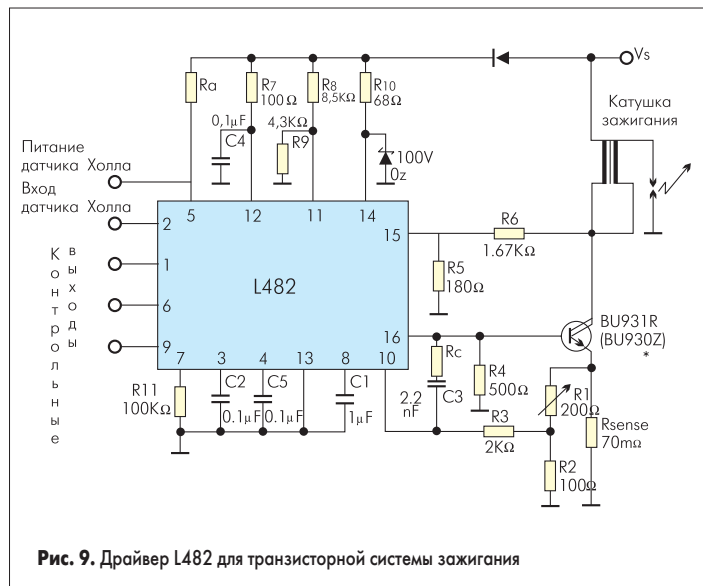 Vs
Ra
R7
100Ω
R8
8,5KΩ
R10
68Ω
Катушка
зажигания
0,1µF
C4
4,3KΩ
R9
100V
0z
Питание
датчика Холла
Вход
датчика Холла
5
12
11
14
2
15
R6
1.67KΩ
Контрольные
выходы
1
R5
180Ω
L482
6
16
BU931R
(BU930Z)
*
9
7
3
4
13
8
10
Rc
R4
500Ω
R11
100KΩ
C2
0.1µF
C5
0.1µF
C1
1µF
2.2
nF
C3
R3
2KΩ
R1
200Ω
Rsense
70mΩ
R2
100Ω
Рис. 9. Драйвер L482 для транзисторной системы зажигания